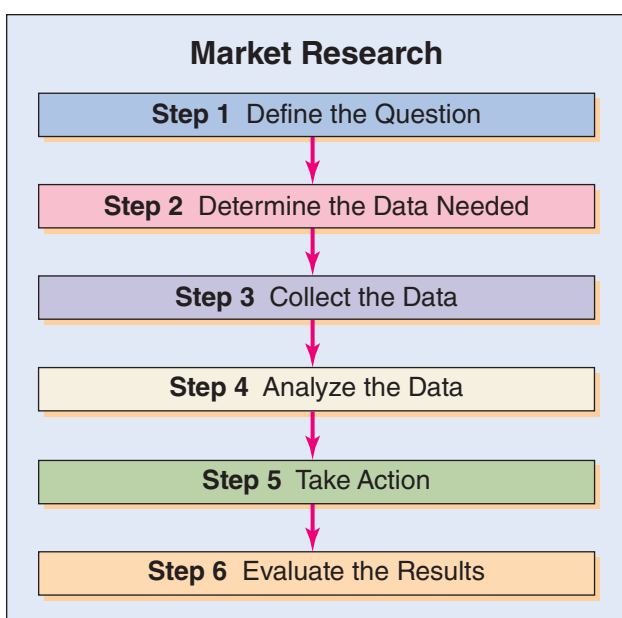 Market Research
Step 1 Define the Question
Step 2 Determine the Data Needed
Step 3 Collect the Data
Step 4 Analyze the Data
Step 5 Take Action
Step 6 Evaluate the Results